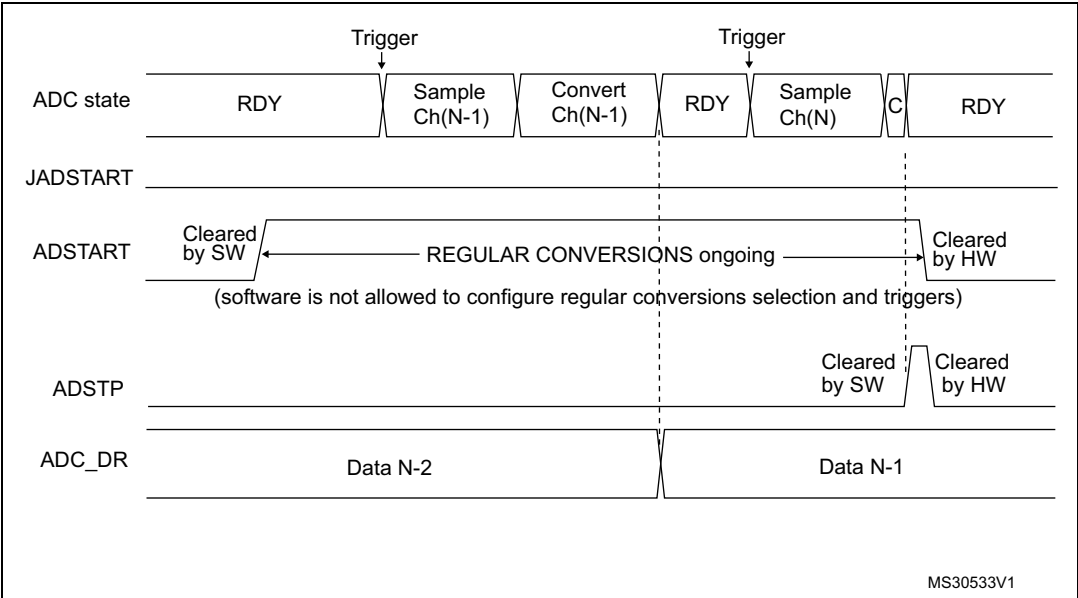 Trigger
Trigger
ADC state
RDY
Sample
Ch(N-1)
Convert
Ch(N-1)
RDY
Sample
Ch(N)
C
RDY
JADSTART
ADSTART
Cleared
by SW
REGULAR CONVERSIONS ongoing
Cleared
by HW
(software is not allowed to configure regular conversions selection and triggers)
ADSTP
Cleared
by SW
Cleared
by HW
ADC_DR
Data N-2
Data N-1
MS30533V1